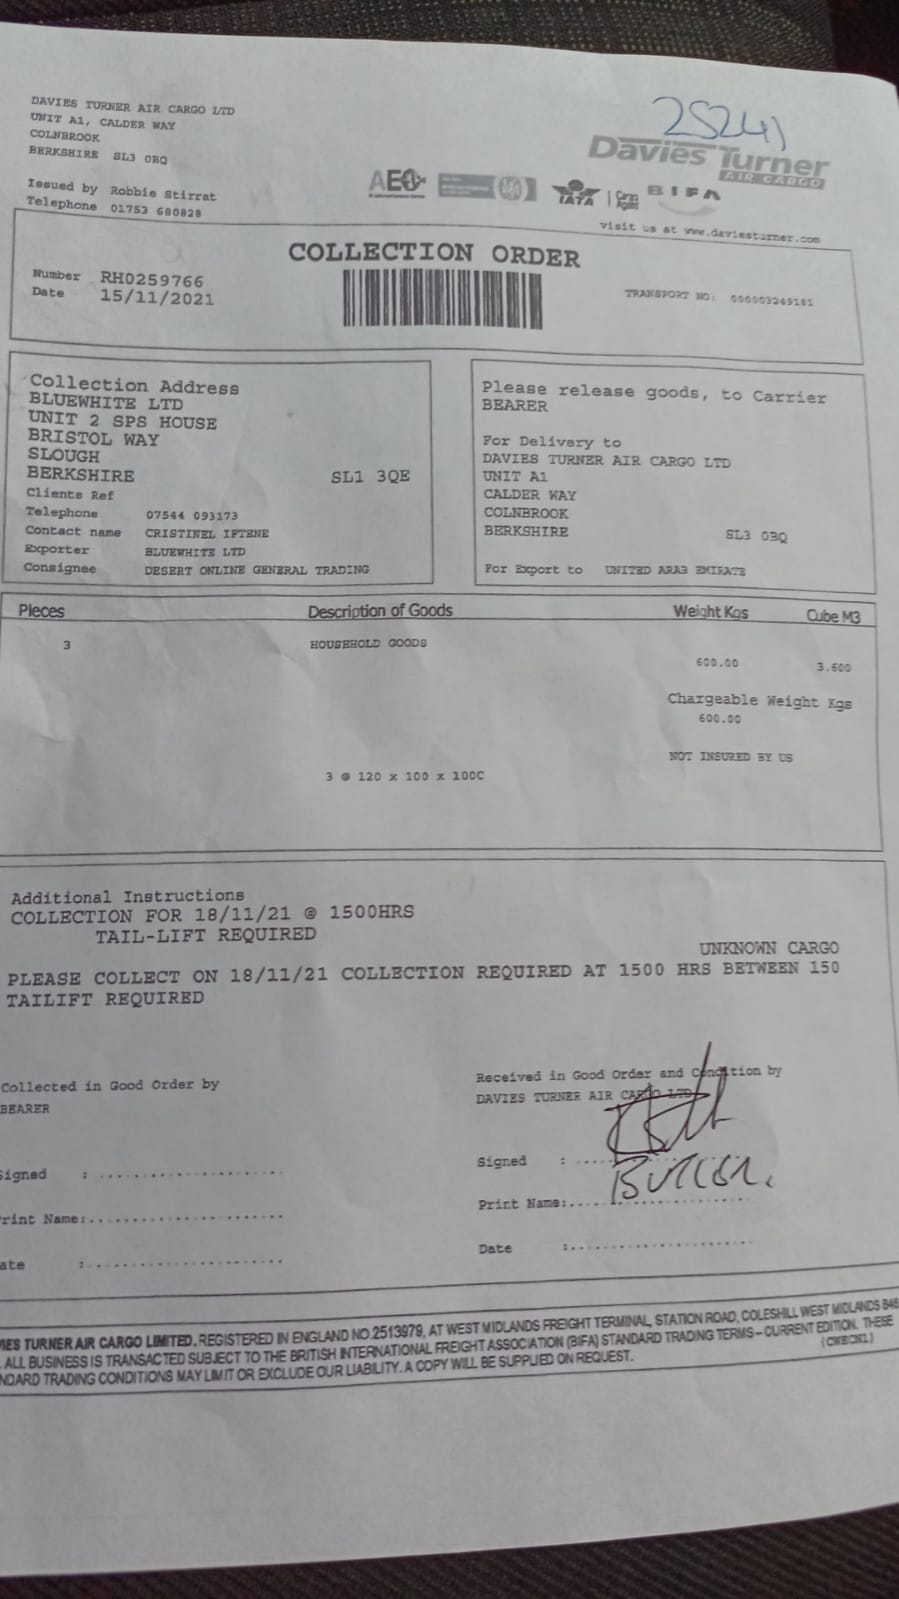 25241
DAVIES TURNER AIR CARGO LTD
UNIT A1, CALDER WAY
COLNBROOK
BERKSHIRE SL3 0BQ
Issued by Robbie Stirrat
Telephone 01753 680828
Davies Turner
AIR CARGO
AEO
IATA
Cargo Agent
BIFA
visit us at www.daviesturner.com
COLLECTION ORDER
Number RH0259766
Date 15/11/2021
TRANSPORT NO: 000003249181
Collection Address
BLUEWHITE LTD
UNIT 2 SPS HOUSE
BRISTOL WAY
SLOUGH
BERKSHIRE SL1 3QE
Clients Ref
Telephone 07544 093173
Contact name CRISTINEL IFTENE
Exporter BLUEWHITE LTD
Consignee DESERT ONLINE GENERAL TRADING
Please release goods, to Carrier
BEARER
For Delivery to
DAVIES TURNER AIR CARGO LTD
UNIT A1
CALDER WAY
COLNBROOK
BERKSHIRE SL3 0BQ
For Export to UNITED ARAB EMIRATE
Pieces Description of Goods Weight Kgs Cube M3
3 HOUSEHOLD GOODS
600.00 3.600
Chargeable Weight Kgs
600.00
NOT INSURED BY US
3 @ 120 x 100 x 100C
Additional Instructions
COLLECTION FOR 18/11/21 @ 1500HRS
TAIL-LIFT REQUIRED
UNKNOWN CARGO
PLEASE COLLECT ON 18/11/21 COLLECTION REQUIRED AT 1500 HRS BETWEEN 150
TAILIFT REQUIRED
Collected in Good Order by
BEARER
Signed :
Print Name:
ate :
Received in Good Order and Condition by
DAVIES TURNER AIR CARGO LTD
Signed :
Print Name:
Date :
IES TURNER AIR CARGO LIMITED. REGISTERED IN ENGLAND NO.2513979, AT WEST MIDLANDS FREIGHT TERMINAL, STATION ROAD, COLESHILL WEST MIDLANDS B46
ALL BUSINESS IS TRANSACTED SUBJECT TO THE BRITISH INTERNATIONAL FREIGHT ASSOCIATION (BIFA) STANDARD TRADING TERMS – CURRENT EDITION. THESE
NDARD TRADING CONDITIONS MAY LIMIT OR EXCLUDE OUR LIABILITY. A COPY WILL BE SUPPLIED ON REQUEST.